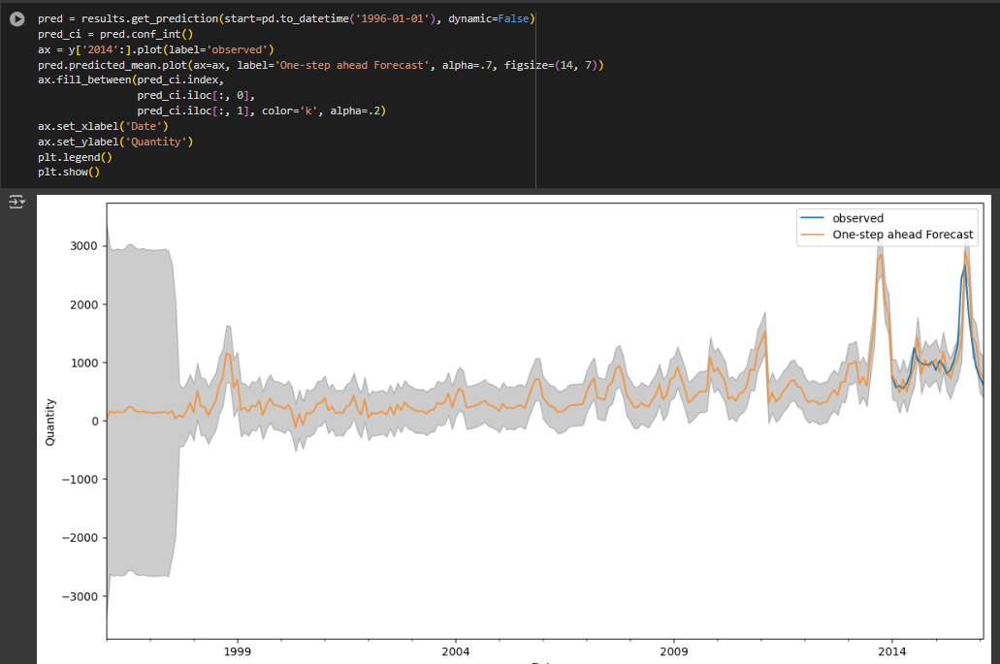 pred = results.get_prediction(start=pd.to_datetime('1996-01-01'), dynamic=False)
pred_ci = pred.conf_int()
ax = y['2014':].plot(label='observed')
pred.predicted_mean.plot(ax=ax, label='One-step ahead Forecast', alpha=.7, figsize=(14, 7))
ax.fill_between(pred_ci.index,
pred_ci.iloc[:, 0],
pred_ci.iloc[:, 1], color='k', alpha=.2)
ax.set_xlabel('Date')
ax.set_ylabel('Quantity')
plt.legend()
plt.show()
observed
One-step ahead Forecast
3000
2000
1000
0
−1000
−2000
−3000
Quantity
1999
2004
2009
2014